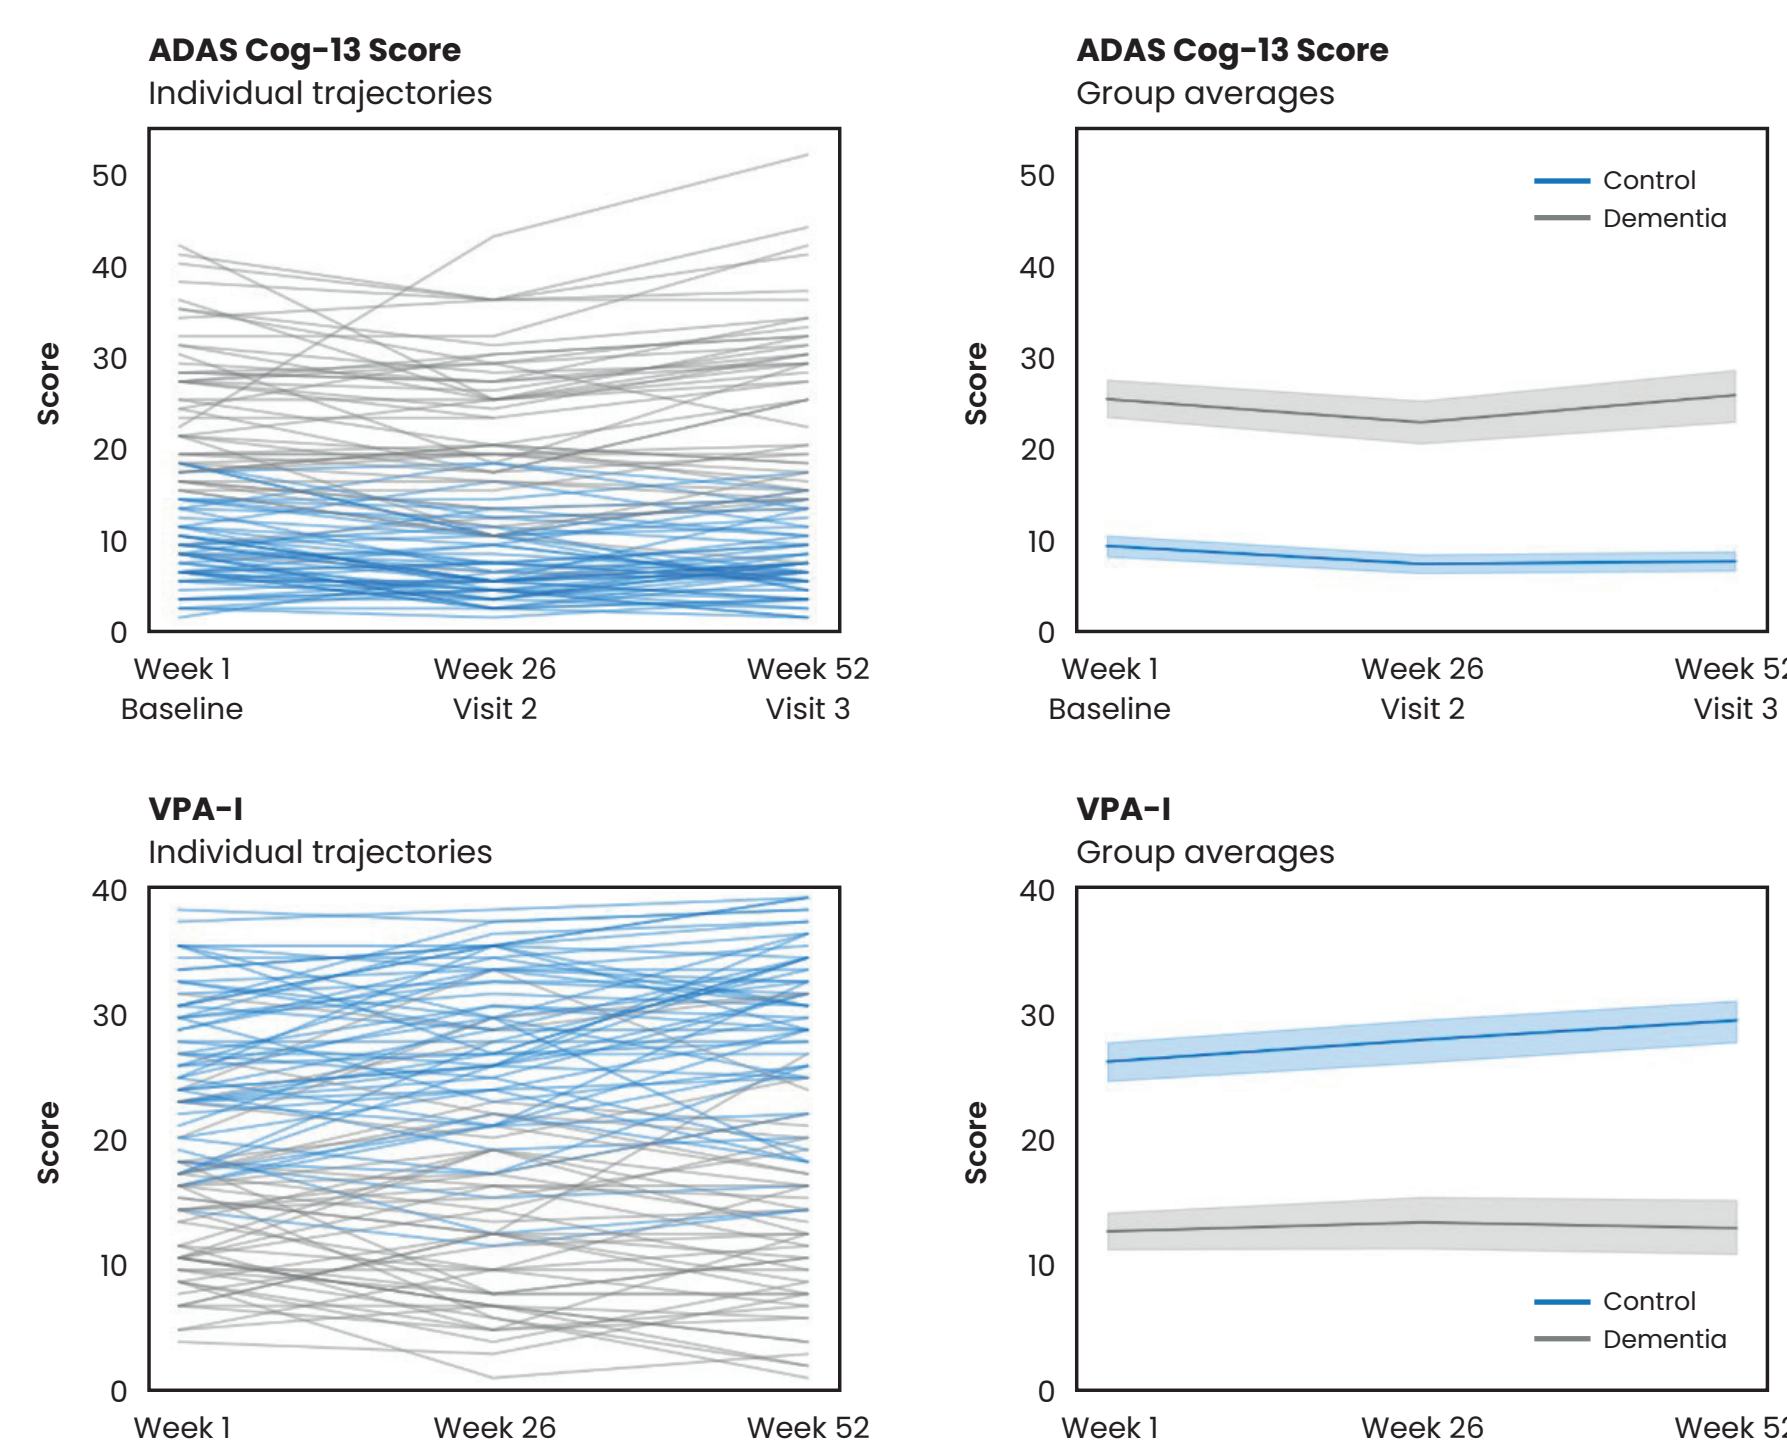 ADAS Cog-13 Score
Individual trajectories
50
40
30
20
10
0
Score
Week 1
Baseline
Week 26
Visit 2
Week 52
Visit 3
ADAS Cog-13 Score
Group averages
50
40
30
20
10
0
Score
Control
Dementia
Week 1
Baseline
Week 26
Visit 2
Week 52
Visit 3
VPA-I
Individual trajectories
40
30
20
10
0
Score
Week 1
Week 26
Week 52
VPA-I
Group averages
40
30
20
10
0
Score
Control
Dementia
Week 1
Week 26
Week 52